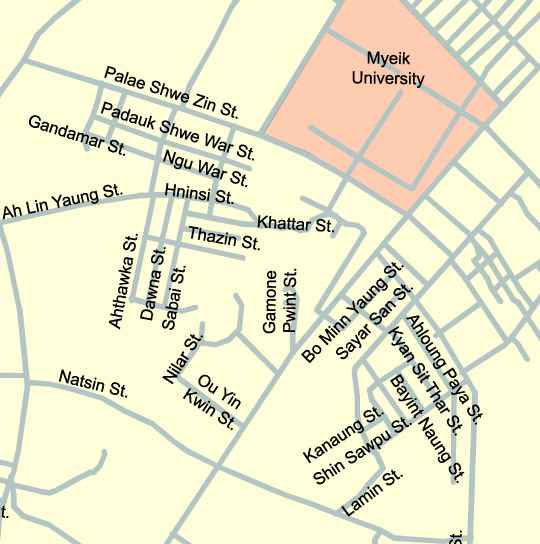 Myeik
University
Palae Shwe Zin St.
Padauk Shwe War St.
Gandamar St.
Ngu War St.
Hninsi St.
Ah Lin Yaung St.
Khattar St.
Thazin St.
Ahthawka St.
Dawna St.
Sabai St.
Gamone
Pwint St.
Bo Minn Yaung St.
Sayar San St.
Ahloung Paya St.
Kyan Sit Thar St.
Bayint Naung St.
Nilar St.
Ou Yin
Kwin St.
Natsin St.
Kanaung St.
Shin Sawpu St.
Lamin St.
t.
St.